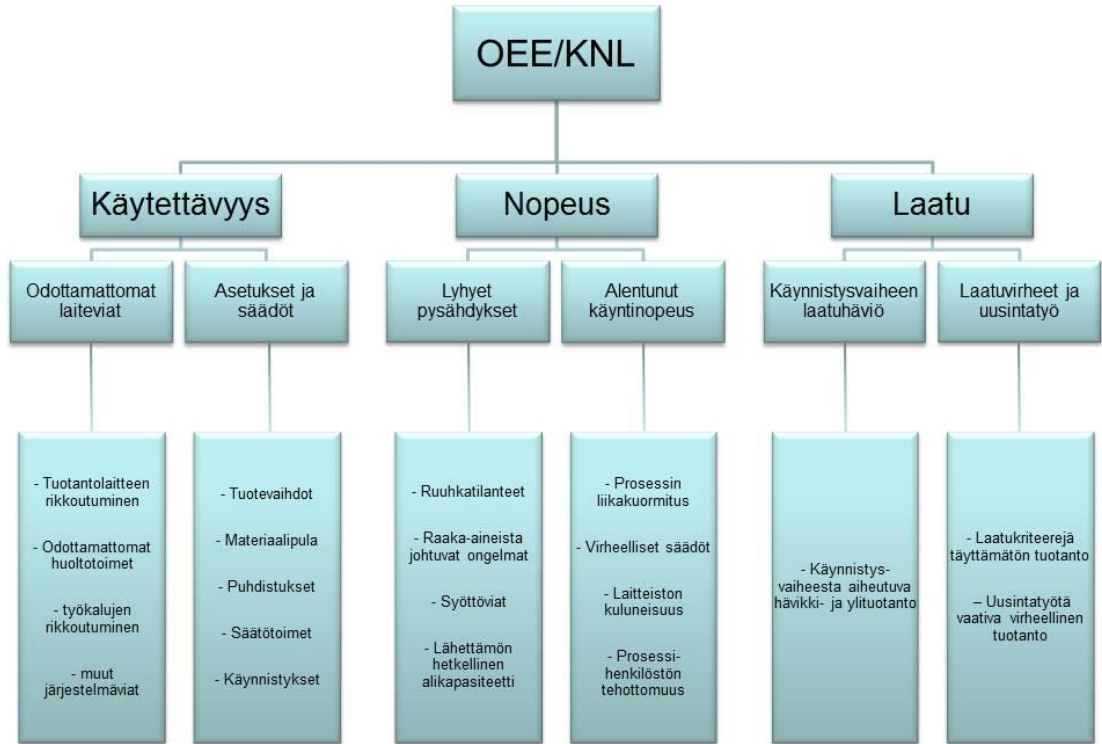 OEE/KNL
Käytettävyys
Nopeus
Laatu
Odottamattomat
laiteviat
Asetukset ja
säädöt
Lyhyet
pysähdykset
Alentunut
käyntinopeus
Käynnistysvaiheen
laatuhäviö
Laatuvirheet ja
uusintatyö
- Tuotantolaitteen
rikkoutuminen
- Odottamattomat
huoltotoimet
- työkalujen
rikkoutuminen
- muut
järjestelmäviat
- Tuotevaihdot
- Materiaalipula
- Puhdistukset
- Säätötoimet
- Käynnistykset
- Ruuhkatilanteet
- Raaka-aineista
johtuvat ongelmat
- Syöttöviat
- Lähettämön
hetkellinen
alikapasiteetti
- Prosessin
liikakuormitus
- Virheelliset säädöt
- Laitteiston
kuluneisuus
- Prosessi-
henkilöstön
tehottomuus
- Käynnistys-
vaiheesta aiheutuva
hävikki- ja ylituotanto
- Laatukriteerejä
täyttämätön tuotanto
– Uusintatyötä
vaativa virheellinen
tuotanto